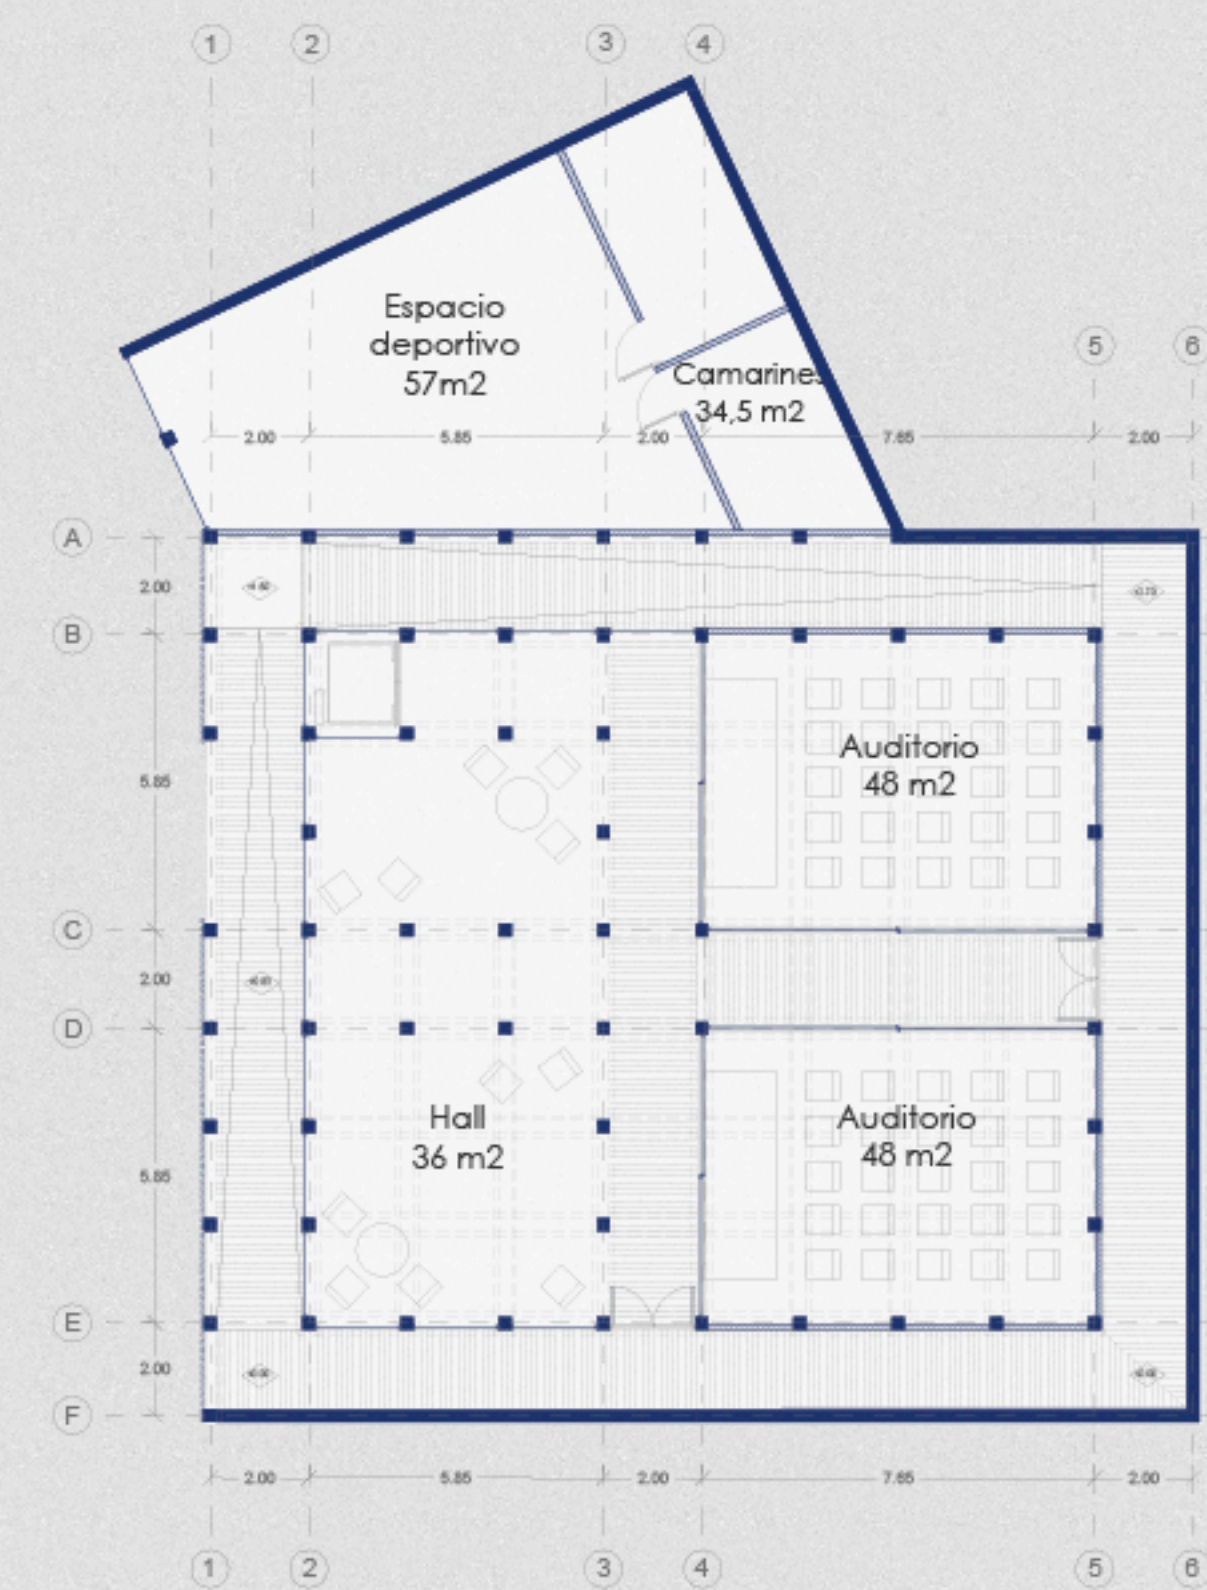 1 2 3 4
Espacio
deportivo
57m2
5 6
Camarines
34,5 m2
2.00 5.85 2.00 7.85 2.00
A
2.00
B
Auditorio
48 m2
5.85
C
2.00
D
Hall
36 m2
Auditorio
48 m2
5.85
E
2.00
F
2.00 5.85 2.00 7.85 2.00
1 2 3 4 5 6